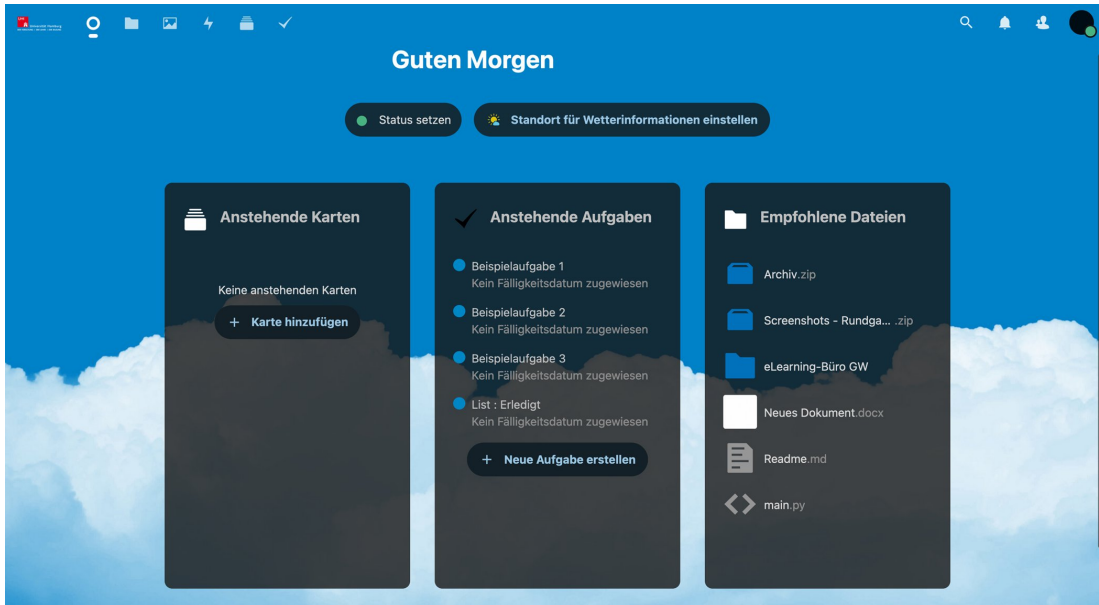 Universität Hamburg
Guten Morgen
Status setzen
Standort für Wetterinformationen einstellen
Anstehende Karten
Keine anstehenden Karten
+ Karte hinzufügen
Anstehende Aufgaben
Beispielaufgabe 1
Kein Fälligkeitsdatum zugewiesen
Beispielaufgabe 2
Kein Fälligkeitsdatum zugewiesen
Beispielaufgabe 3
Kein Fälligkeitsdatum zugewiesen
List : Erledigt
Kein Fälligkeitsdatum zugewiesen
+ Neue Aufgabe erstellen
Empfohlene Dateien
Archiv.zip
Screenshots - Rundga... .zip
eLearning-Büro GW
Neues Dokument.docx
Readme.md
main.py